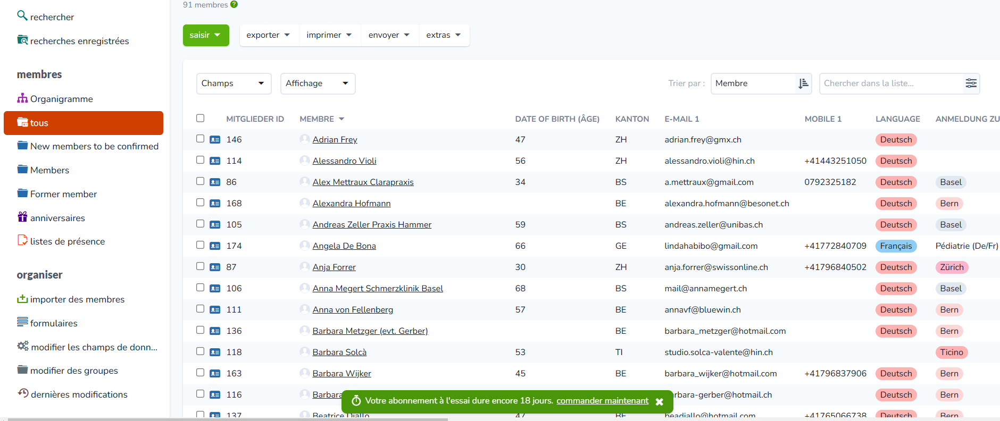 91 membres
rechercher
recherches enregistrées
membres
Organigramme
tous
New members to be confirmed
Members
Former member
anniversaires
listes de présence
organiser
importer des membres
formulaires
modifier les champs de donn...
modifier des groupes
dernières modifications
saisir exporter imprimer envoyer extras
Champs Affichage Trier par : Membre Chercher dans la liste...
MITGLIEDER ID MEMBRE DATE OF BIRTH (ÂGE) KANTON E-MAIL 1 MOBILE 1 LANGUAGE ANMELDUNG ZU
146 Adrian Frey 47 ZH adrian.frey@gmx.ch Deutsch
114 Alessandro Violi 56 ZH alessandro.violi@hin.ch +41443251050 Deutsch
86 Alex Mettraux Clarapraxis 34 BS a.mettraux@gmail.com 0792325182 Deutsch Basel
168 Alexandra Hofmann BE alexandra.hofmann@besonet.ch Deutsch Bern
105 Andreas Zeller Praxis Hammer 59 BS andreas.zeller@unibas.ch Deutsch Basel
174 Angela De Bona 66 GE lindahabibo@gmail.com +41772840709 Français Pédiatrie (De/Fr)
87 Anja Forrer 30 ZH anja.forrer@swissonline.ch +41796840502 Deutsch Zürich
106 Anna Megert Schmerzklinik Basel 68 BS mail@annamegert.ch Deutsch Basel
111 Anna von Fellenberg 57 BE annavf@bluewin.ch Deutsch Bern
136 Barbara Metzger (evt. Gerber) BE barbara_metzger@hotmail.com Deutsch Bern
118 Barbara Solcà 53 TI studio.solca-valente@hin.ch Ticino
163 Barbara Wijker 45 BE barbara_wijker@hotmail.com +41796837906 Deutsch Bern
116 Barba rbara-gerber@hotmail.ch Deutsch Bern
Votre abonnement à l'essai dure encore 18 jours. commander maintenant
137 Beatrice Diallo 47 BE beadiallo@hotmail.com +41765066738 Deutsch Bern